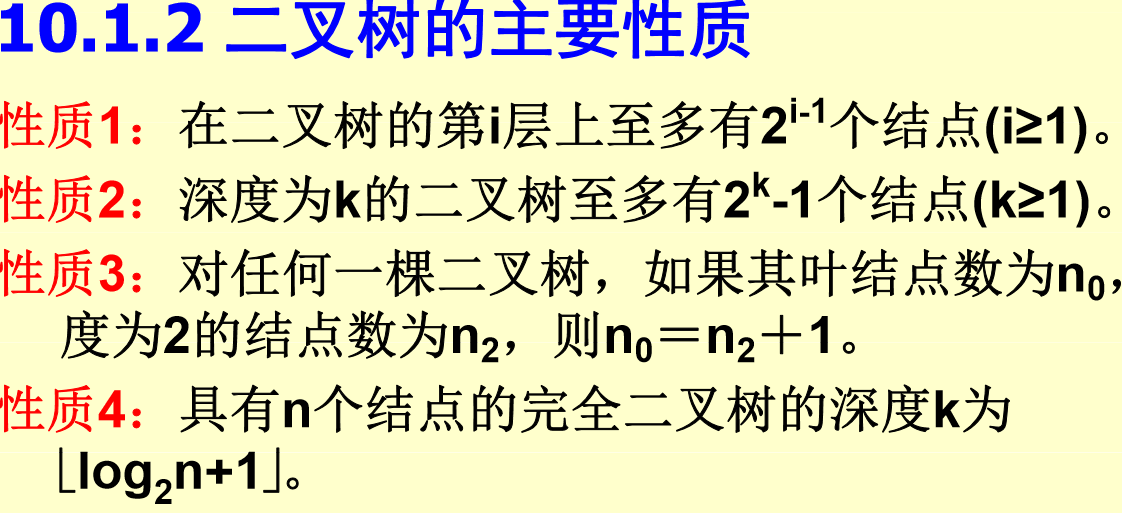 10.1.2 二叉树的主要性质
性质1：在二叉树的第i层上至多有2^{i-1}个结点(i≥1)。
性质2：深度为k的二叉树至多有2^k-1个结点(k≥1)。
性质3：对任何一棵二叉树，如果其叶结点数为n₀，
度为2的结点数为n₂，则n₀＝n₂＋1。
性质4：具有n个结点的完全二叉树的深度k为
⌊log₂n+1⌋。